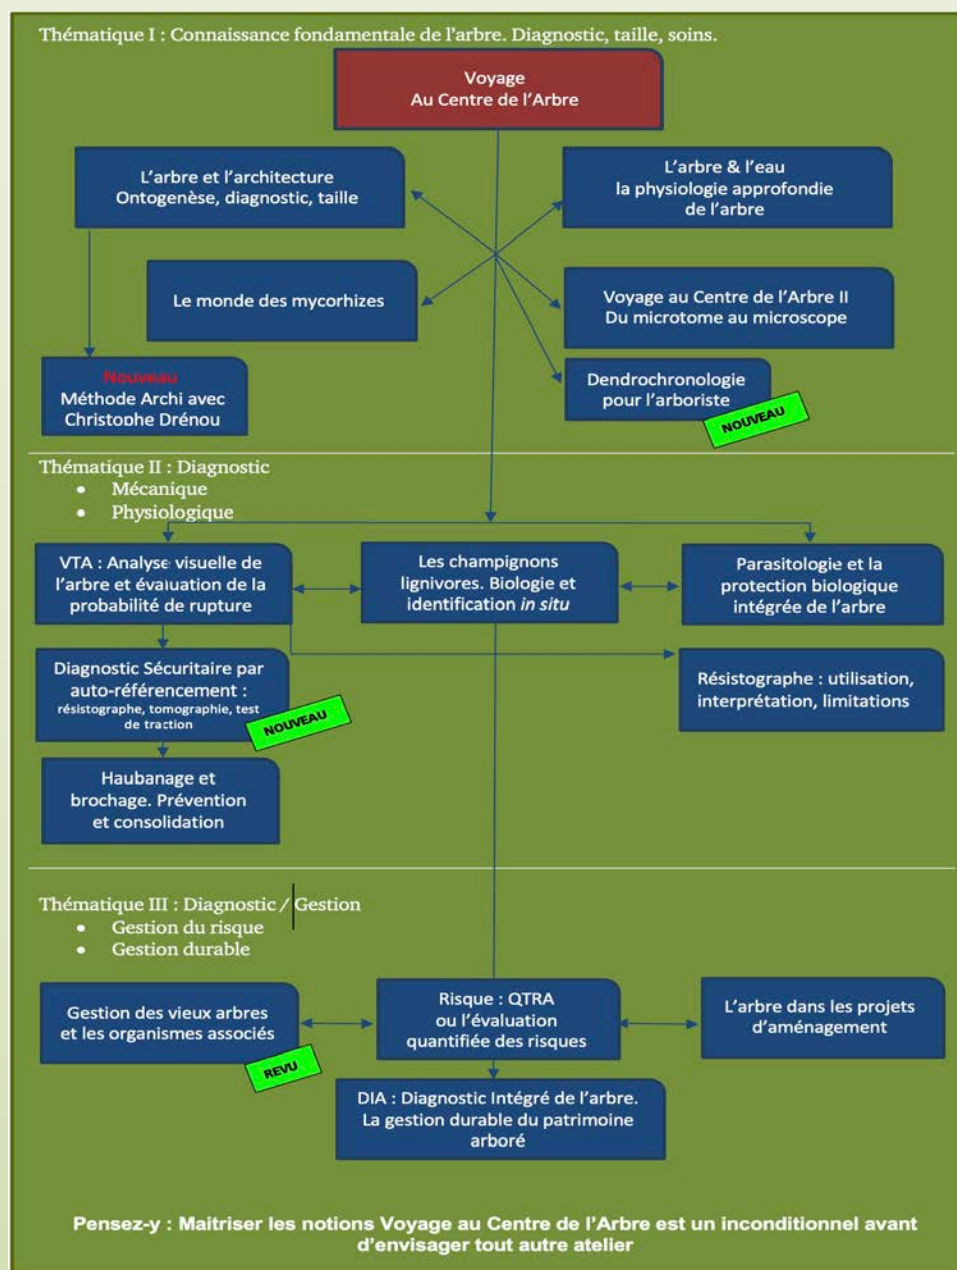 Thématique I : Connaissance fondamentale de l'arbre. Diagnostic, taille, soins.
Voyage
Au Centre de l'Arbre
L'arbre et l'architecture
Ontogenèse, diagnostic, taille
L'arbre & l'eau
la physiologie approfondie
de l'arbre
Le monde des mycorhizes
Voyage au Centre de l'Arbre II
Du microtome au microscope
Nouveau
Méthode Archi avec
Christophe Drénou
Dendrochronologie
pour l'arboriste
NOUVEAU
Thématique II : Diagnostic
• Mécanique
• Physiologique
VTA : Analyse visuelle de
l'arbre et évaluation de la
probabilité de rupture
Les champignons
lignivores. Biologie et
identification in situ
Parasitologie et la
protection biologique
intégrée de l'arbre
Diagnostic Sécuritaire par
auto-référencement :
résistographe, tomographie, test
de traction
NOUVEAU
Résistographe : utilisation,
interprétation, limitations
Haubanage et
brochage. Prévention
et consolidation
Thématique III : Diagnostic / Gestion
• Gestion du risque
• Gestion durable
Gestion des vieux arbres
et les organismes associés
REVU
Risque : QTRA
ou l'évaluation
quantifiée des risques
L'arbre dans les projets
d'aménagement
DIA : Diagnostic Intégré de l'arbre.
La gestion durable du patrimoine
arboré
Pensez-y : Maitriser les notions Voyage au Centre de l'Arbre est un inconditionnel avant
d'envisager tout autre atelier